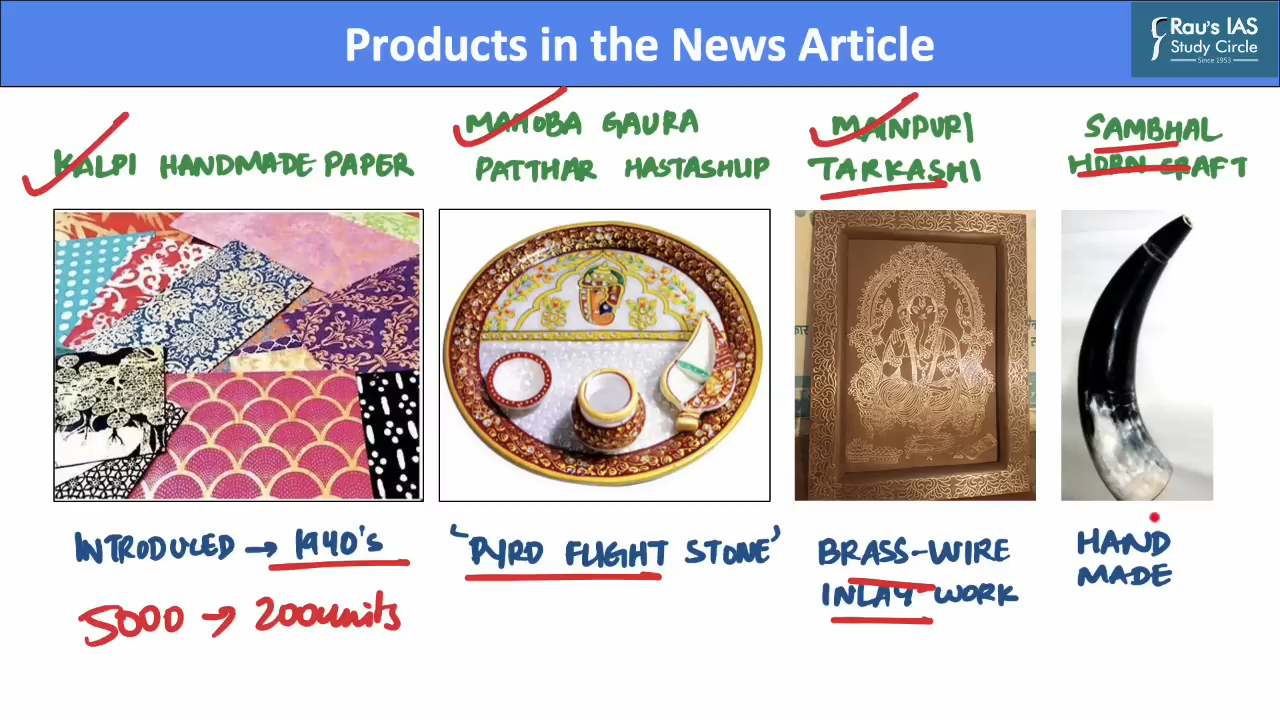 Products in the News Article
Rau's IAS
Study Circle
Since 1953
KALPI HANDMADE PAPER
MAHOBA GAURA
PATTHAR HASTASHLIP
MAINPURI
TARKASHI
SAMBHAL
HORN CRAFT
INTRODUCED → 1940's
5000 → 200units
'PYRO FLIGHT STONE'
BRASS-WIRE
INLAY WORK
HAND
MADE